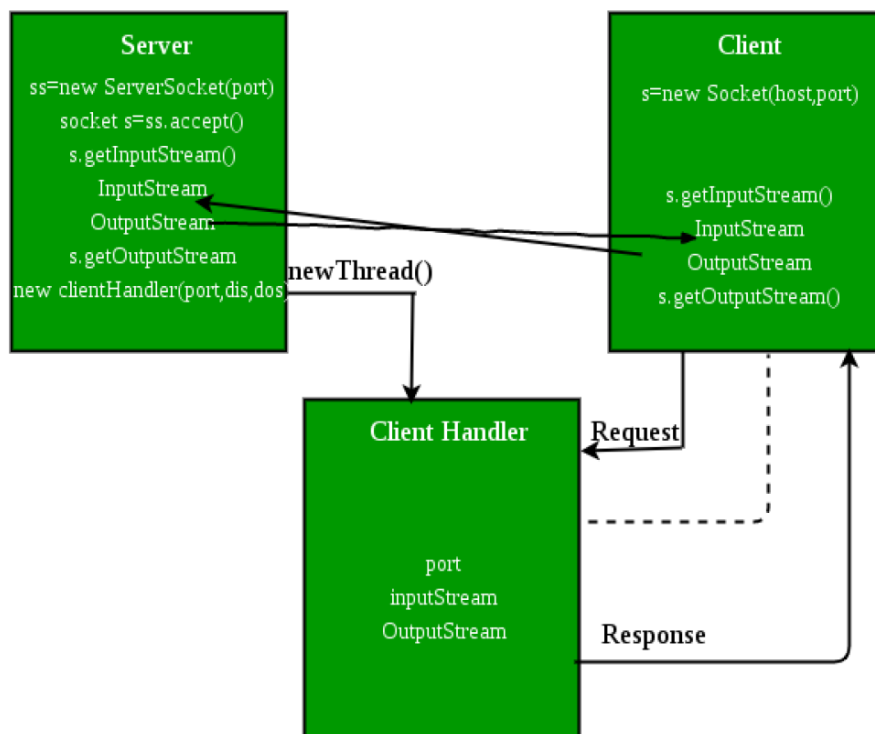 Server
ss=new ServerSocket(port)
socket s=ss.accept()
s.getInputStream()
InputStream
OutputStream
s.getOutputStream
new clientHandler(port,dis,dos)
newThread()
Client
s=new Socket(host,port)
s.getInputStream()
InputStream
OutputStream
s.getOutputStream()
Client Handler
Request
port
inputStream
OutputStream
Response